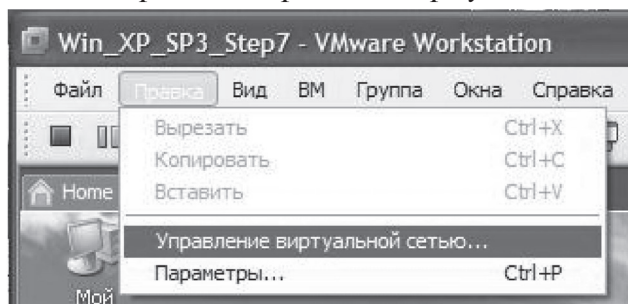 Win_XP_SP3_Step7 - VMware Workstation
Файл Правка Вид ВМ Группа Окна Справка
Вырезать Ctrl+X
Копировать Ctrl+C
Home
Вставить Ctrl+V
Управление виртуальной сетью...
Параметры... Ctrl+P
Мой